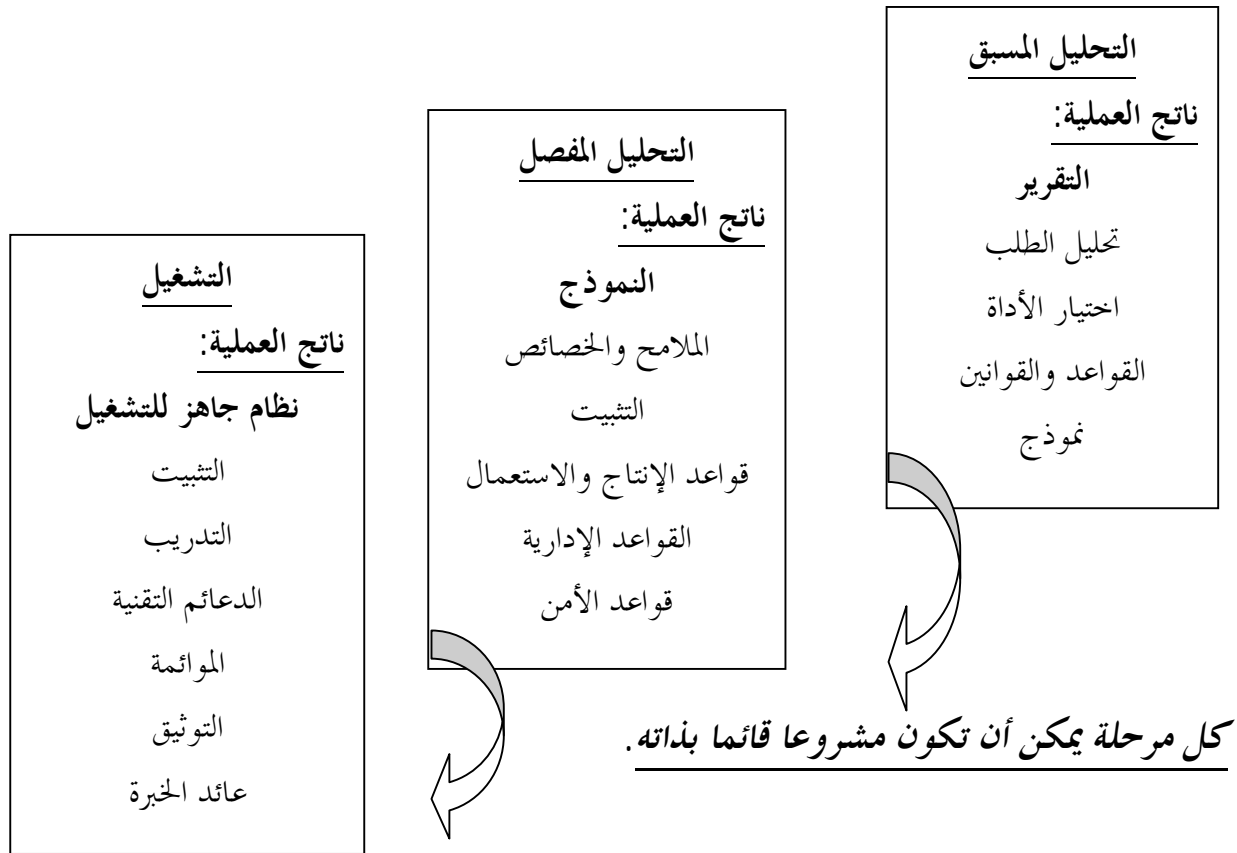 التحليل المسبق
ناتج العملية:
التقرير
تحليل الطلب
اختيار الأداة
القواعد والقوانين
نموذج
التحليل المفصل
ناتج العملية:
النموذج
الملامح والخصائص
التثبيت
قواعد الإنتاج والاستعمال
القواعد الإدارية
قواعد الأمن
التشغيل
ناتج العملية:
نظام جاهز للتشغيل
التثبيت
التدريب
الدعائم التقنية
الموائمة
التوثيق
عائد الخبرة
كل مرحلة يمكن أن تكون مشروعا قائما بذاته.